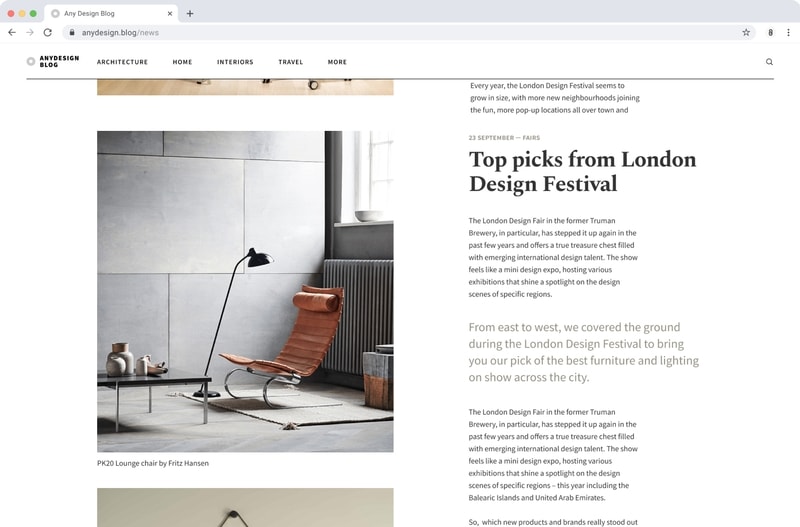 Any Design Blog
anydesign.blog/news
ANYDESIGN
BLOG
ARCHITECTURE
HOME
INTERIORS
TRAVEL
MORE
Every year, the London Design Festival seems to
grow in size, with more new neighbourhoods joining
the fun, more pop-up locations all over town and
23 SEPTEMBER — FAIRS
Top picks from London
Design Festival
The London Design Fair in the former Truman
Brewery, in particular, has stepped it up again in the
past few years and offers a true treasure chest filled
with emerging international design talent. The show
feels like a mini design expo, hosting various
exhibitions that shine a spotlight on the design
scenes of specific regions.
From east to west, we covered the ground
during the London Design Festival to bring
you our pick of the best furniture and lighting
on show across the city.
The London Design Fair in the former Truman
Brewery, in particular, has stepped it up again in the
past few years and offers a true treasure chest filled
with emerging international design talent. The show
feels like a mini design expo, hosting various
exhibitions that shine a spotlight on the design
scenes of specific regions – this year including the
Balearic Islands and United Arab Emirates.
So, which new products and brands really stood out
PK20 Lounge chair by Fritz Hansen